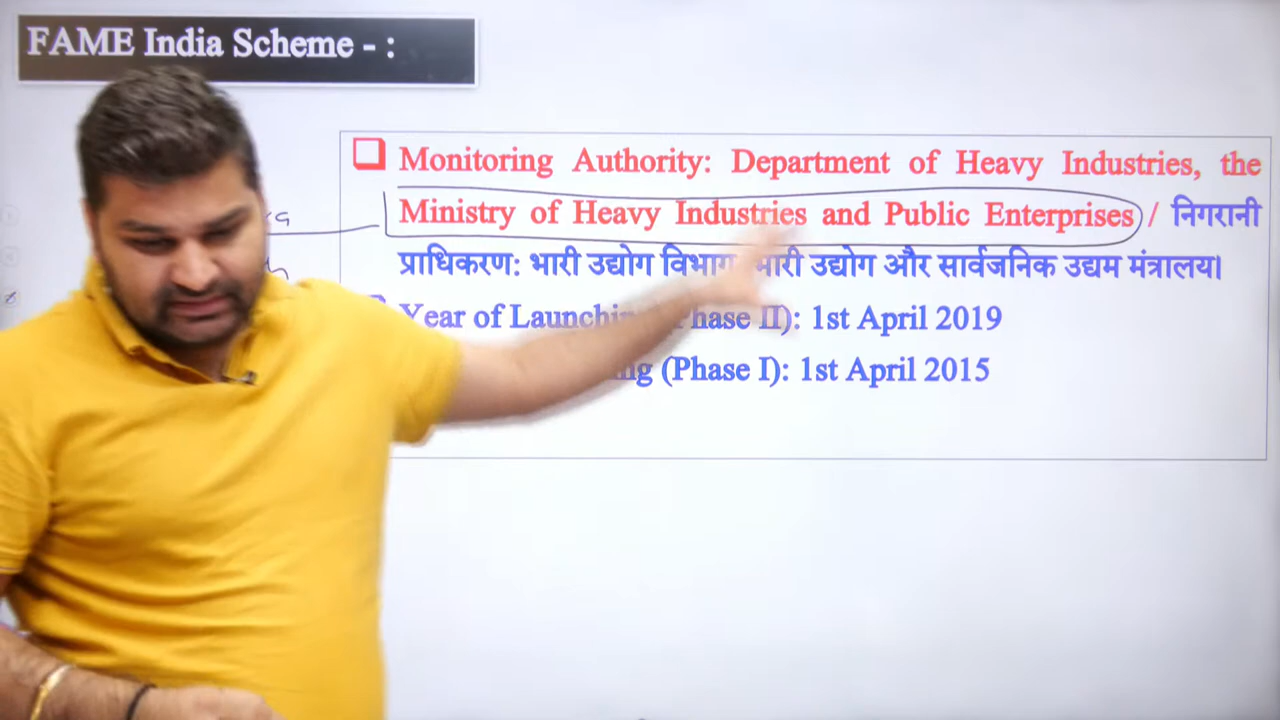 FAME India Scheme - :
Monitoring Authority: Department of Heavy Industries, the
Ministry of Heavy Industries and Public Enterprises / निगरानी
प्राधिकरण: भारी उद्योग विभाग, भारी उद्योग और सार्वजनिक उद्यम मंत्रालय।
Year of Launching (Phase II): 1st April 2019
(Phase I): 1st April 2015